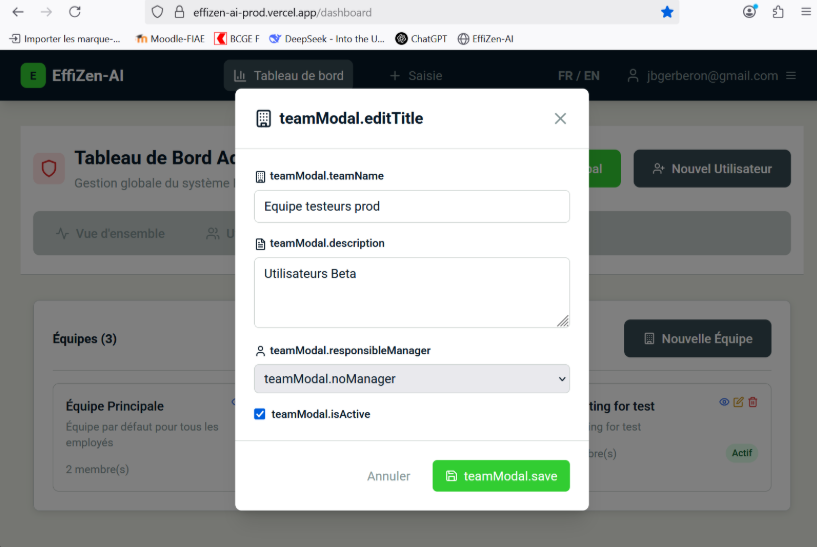 effizen-ai-prod.vercel.app/dashboard
Importer les marque-...
Moodle-FIAE
BCGE F
DeepSeek - Into the U...
ChatGPT
EffiZen-AI
E EffiZen-AI
Tableau de bord
+ Saisie
FR / EN
jbgerberon@gmail.com
teamModal.editTitle
Tableau de Bord Ad
Gestion globale du système
pal
Nouvel Utilisateur
Vue d'ensemble
U
teamModal.teamName
Equipe testeurs prod
teamModal.description
Utilisateurs Beta
teamModal.responsibleManager
teamModal.noManager
teamModal.isActive
Annuler
teamModal.save
Équipes (3)
Nouvelle Équipe
Équipe Principale
Équipe par défaut pour tous les
employés
2 membre(s)
ting for test
ing for test
bre(s)
Actif